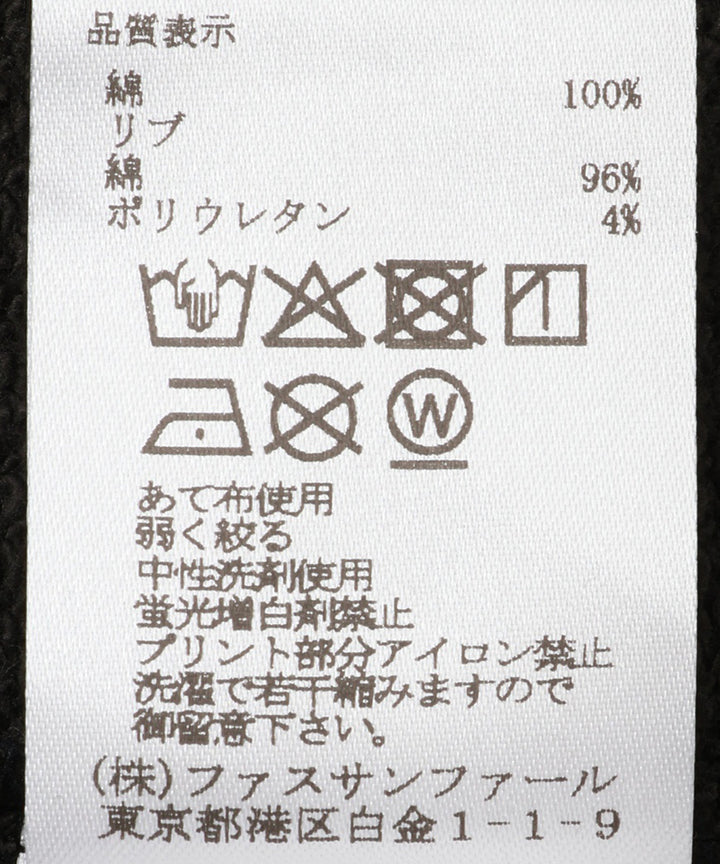 品質表示
綿 100%
リブ
綿 96%
ポリウレタン 4%
W
あて布使用
弱く絞る
中性洗剤使用
蛍光増白剤禁止
プリント部分アイロン禁止
洗濯で若干縮みますので
御留意下さい。
(株)ファスサンファール
東京都港区白金1-1-9